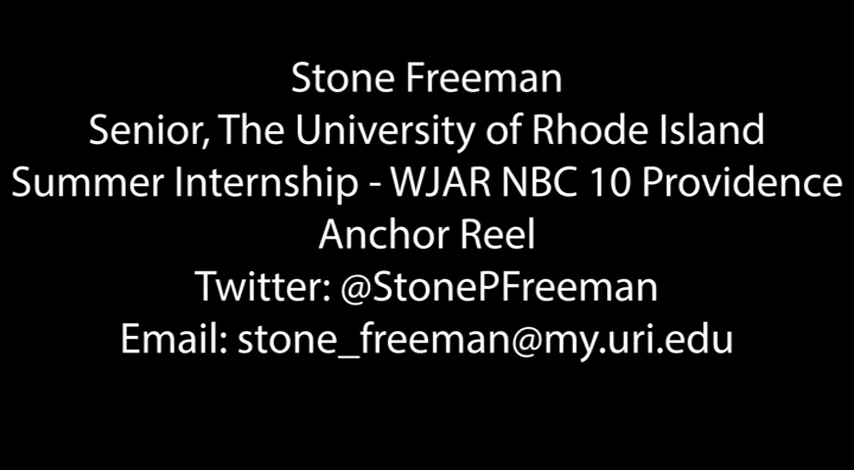 Stone Freeman
Senior, The University of Rhode Island
Summer Internship - WJAR NBC 10 Providence
Anchor Reel
Twitter: @StonePFreeman
Email: stone_freeman@my.uri.edu